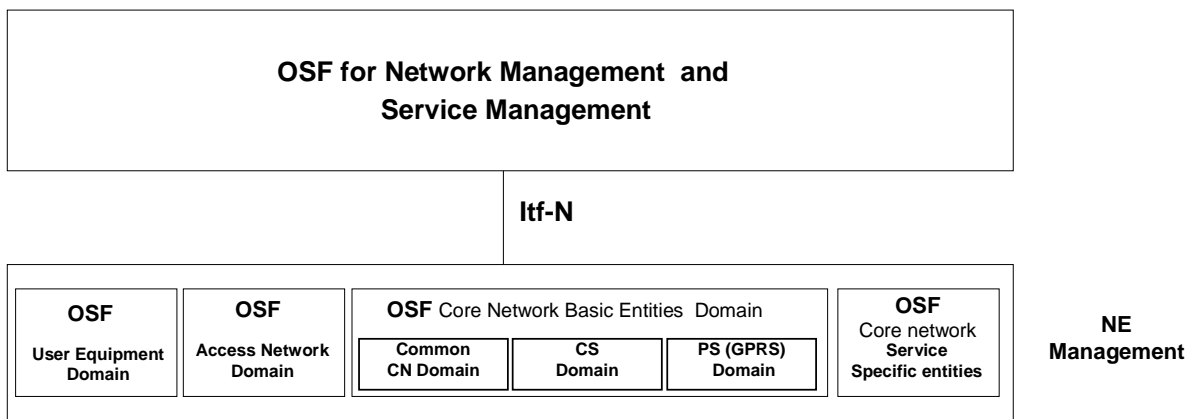 OSF for Network Management and
Service Management
Itf-N
OSF
User Equipment
Domain
OSF
Access Network
Domain
OSF Core Network Basic Entities Domain
Common
CN Domain
CS
Domain
PS (GPRS)
Domain
OSF
Core network
Service
Specific entities
NE
Management